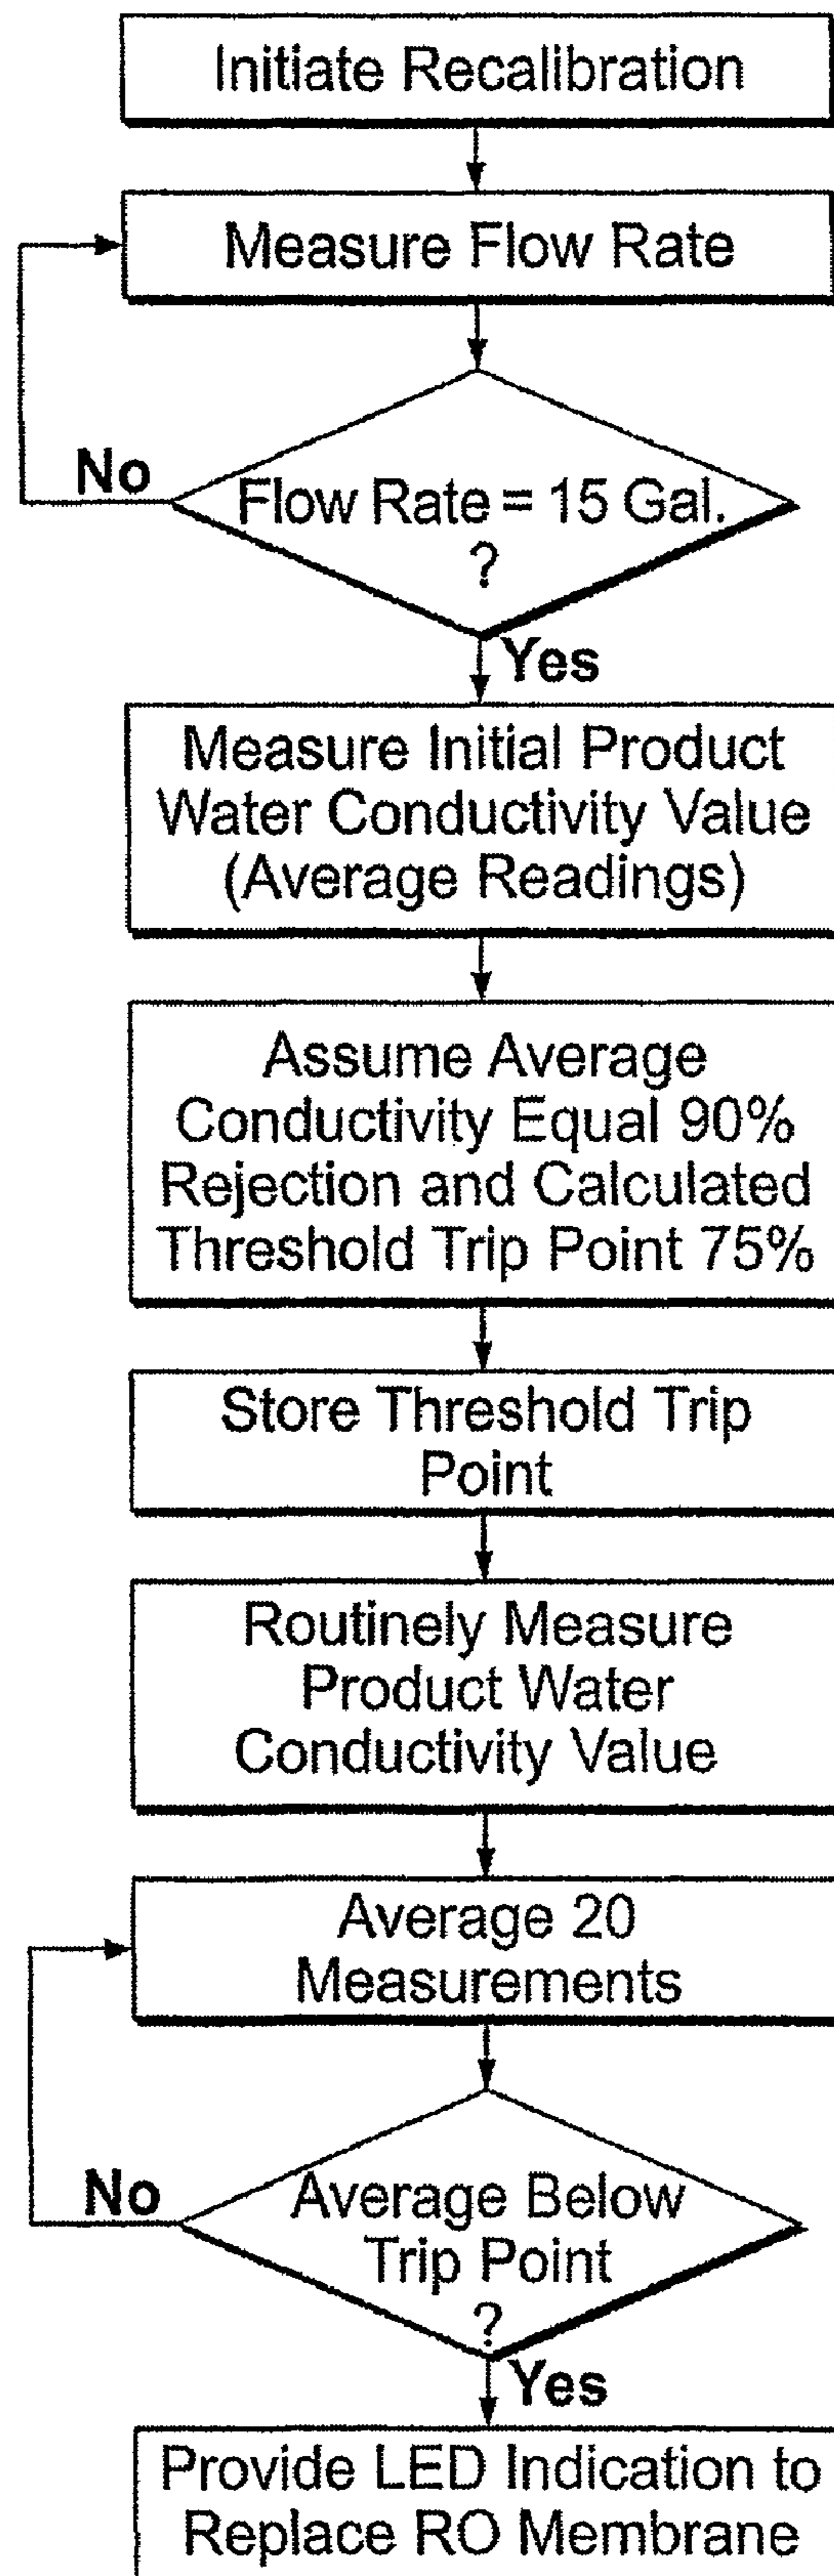 Initiate Recalibration
Measure Flow Rate
No
Flow Rate = 15 Gal.
?
Yes
Measure Initial Product
Water Conductivity Value
(Average Readings)
Assume Average
Conductivity Equal 90%
Rejection and Calculated
Threshold Trip Point 75%
Store Threshold Trip
Point
Routinely Measure
Product Water
Conductivity Value
Average 20
Measurements
No
Average Below
Trip Point
?
Yes
Provide LED Indication to
Replace RO Membrane